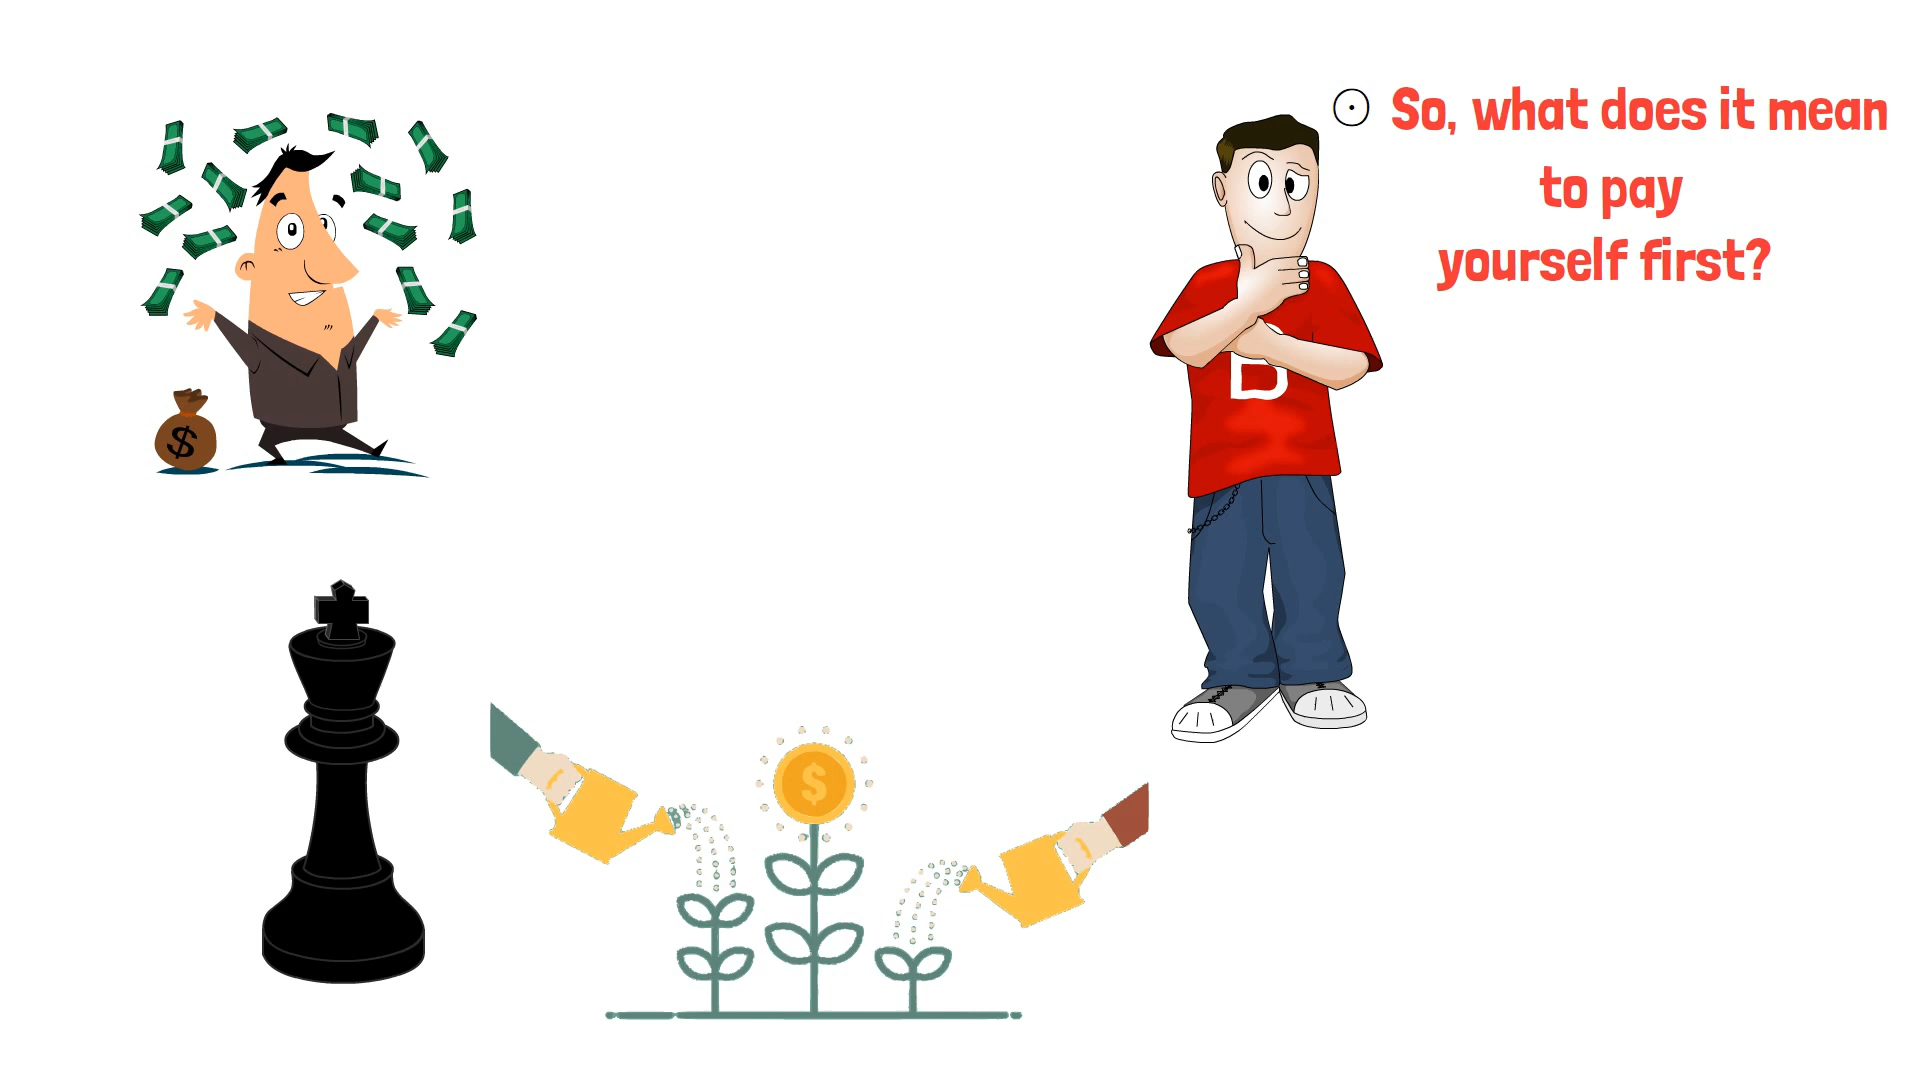 So, what does it mean
to pay
yourself first?
$
$
B